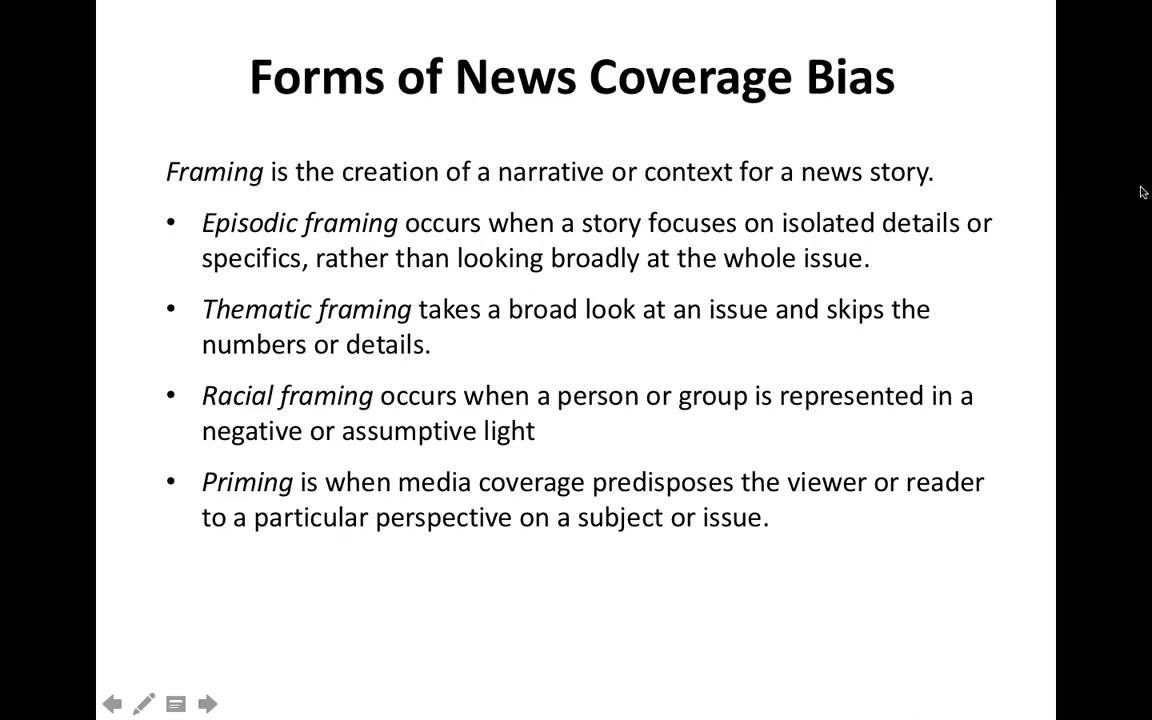 Forms of News Coverage Bias
Framing is the creation of a narrative or context for a news story.
• Episodic framing occurs when a story focuses on isolated details or
specifics, rather than looking broadly at the whole issue.
• Thematic framing takes a broad look at an issue and skips the
numbers or details.
• Racial framing occurs when a person or group is represented in a
negative or assumptive light
• Priming is when media coverage predisposes the viewer or reader
to a particular perspective on a subject or issue.